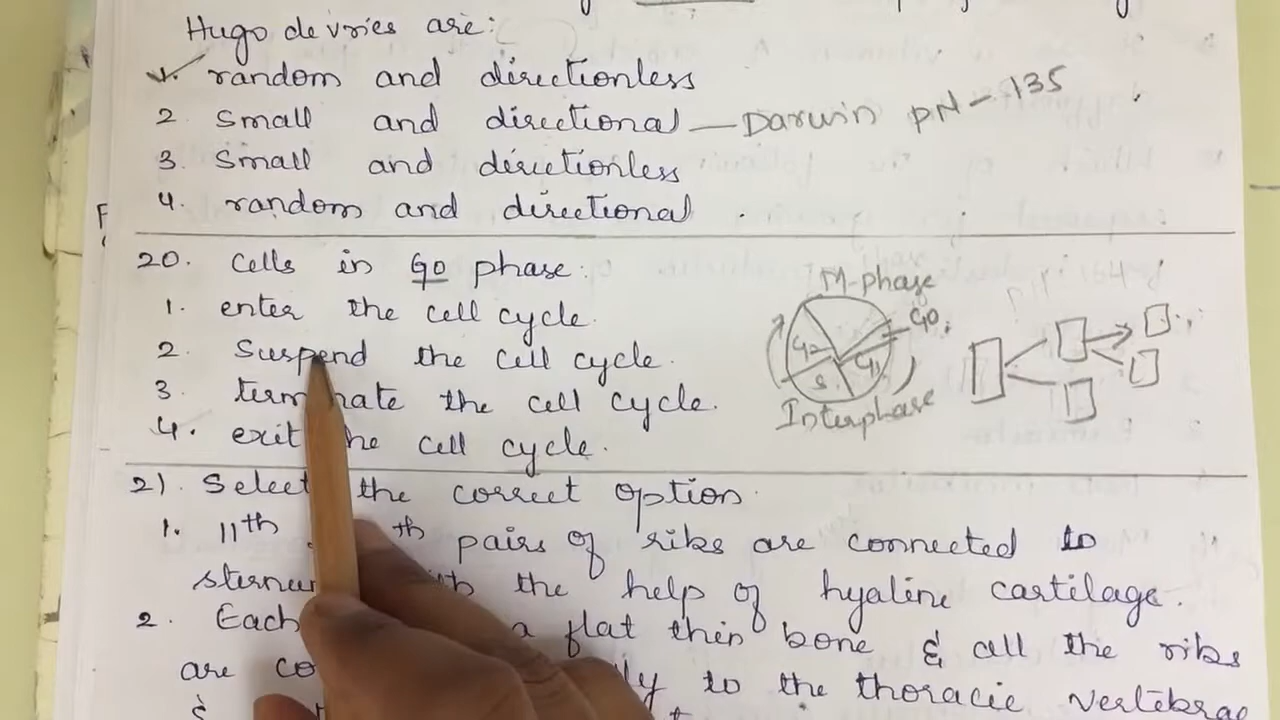 Hugo de vries are:
1. random and directionless
2. Small and directional — Darwin pN - 135
3. Small and directionless
4. random and directional.
20. Cells in G0 phase:
1. enter the cell cycle.
2. Suspend the cell cycle.
3. the cell cycle.
4. exit the cell cycle.
M-phase
G0
G2
G1
S
Interphase
21. Select the correct option.
1. 11th th pairs of ribs are connected to
the help of hyaline cartilage.
2. Each a flat thin bone & all the ribs
are to the thoracic vertebrae
&